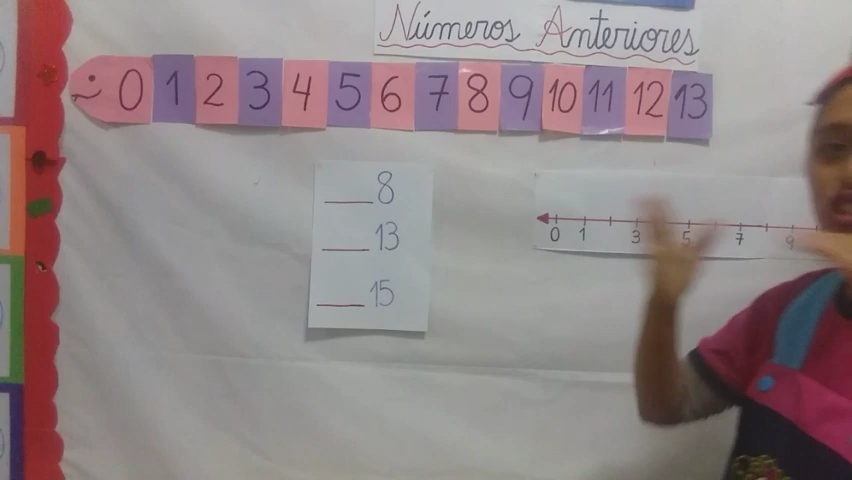 Números Anteriores
0 1 2 3 4 5 6 7 8 9 10 11 12 13
___8
___13
___15
0 1 3 5 7 9